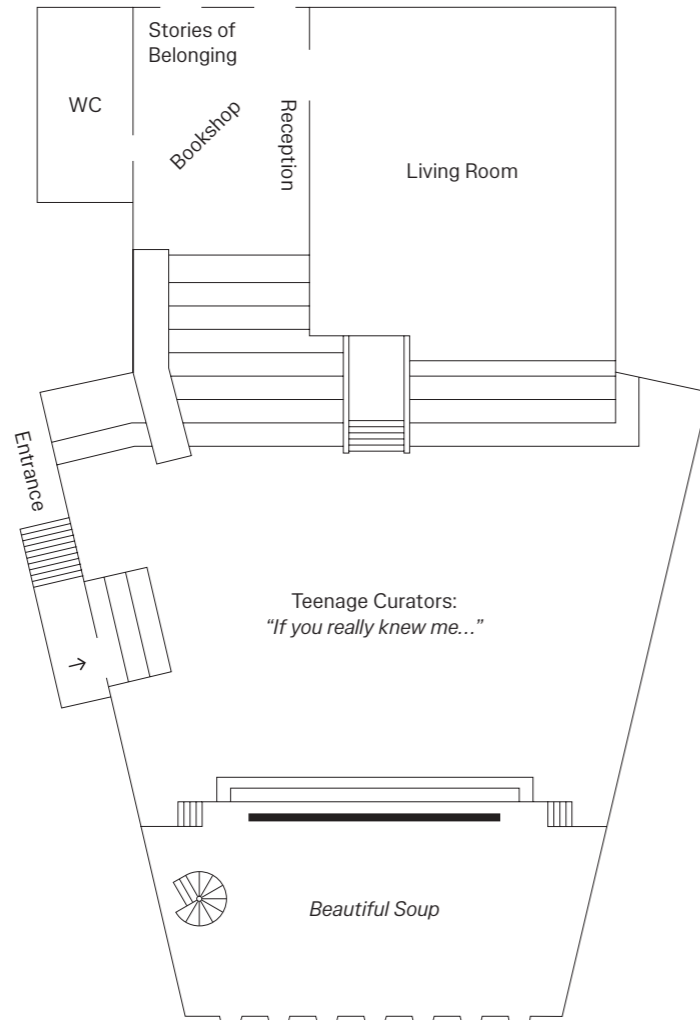 Stories of
Belonging
WC
Bookshop
Reception
Living Room
Entrance
Teenage Curators:
“If you really knew me...”
Beautiful Soup